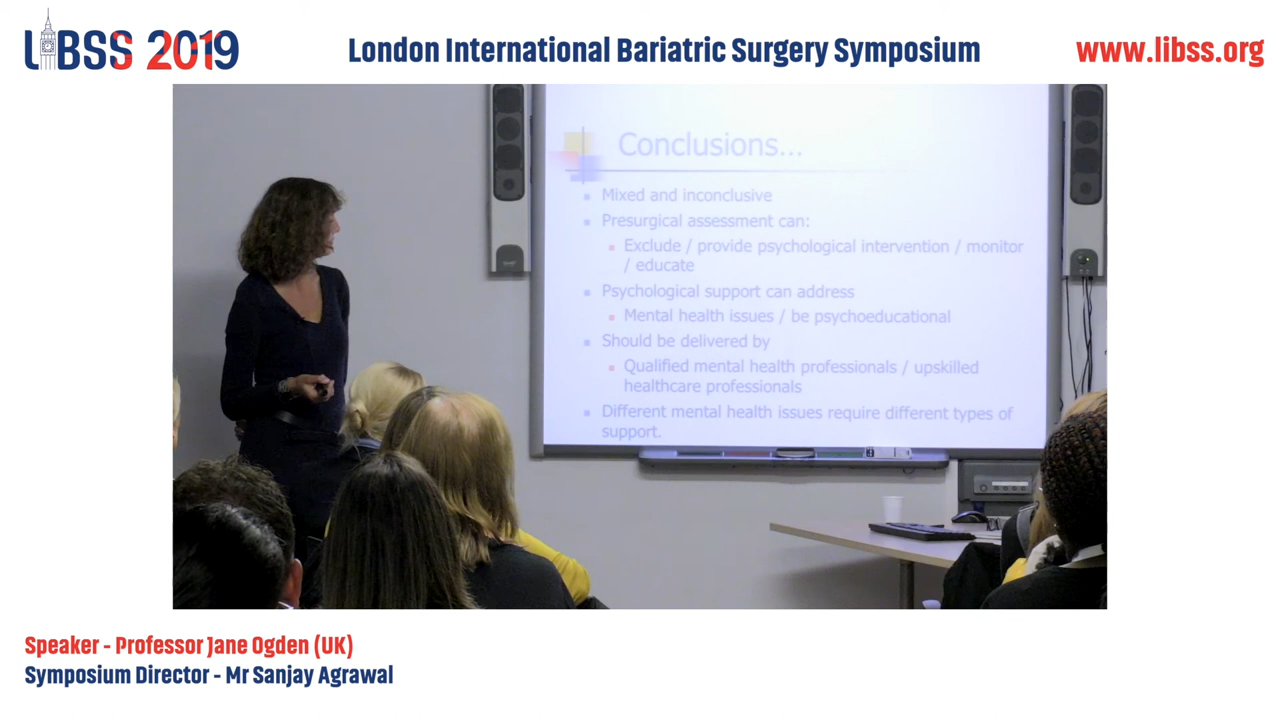 LIBSS 2019
London International Bariatric Surgery Symposium
www.libss.org
Conclusions...
Mixed and inconclusive
Presurgical assessment can:
Exclude / provide psychological intervention / monitor
/ educate
Psychological support can address
Mental health issues / be psychoeducational
Should be delivered by
Qualified mental health professionals / upskilled
healthcare professionals
Different mental health issues require different types of
support.
Speaker - Professor Jane Ogden (UK)
Symposium Director - Mr Sanjay Agrawal